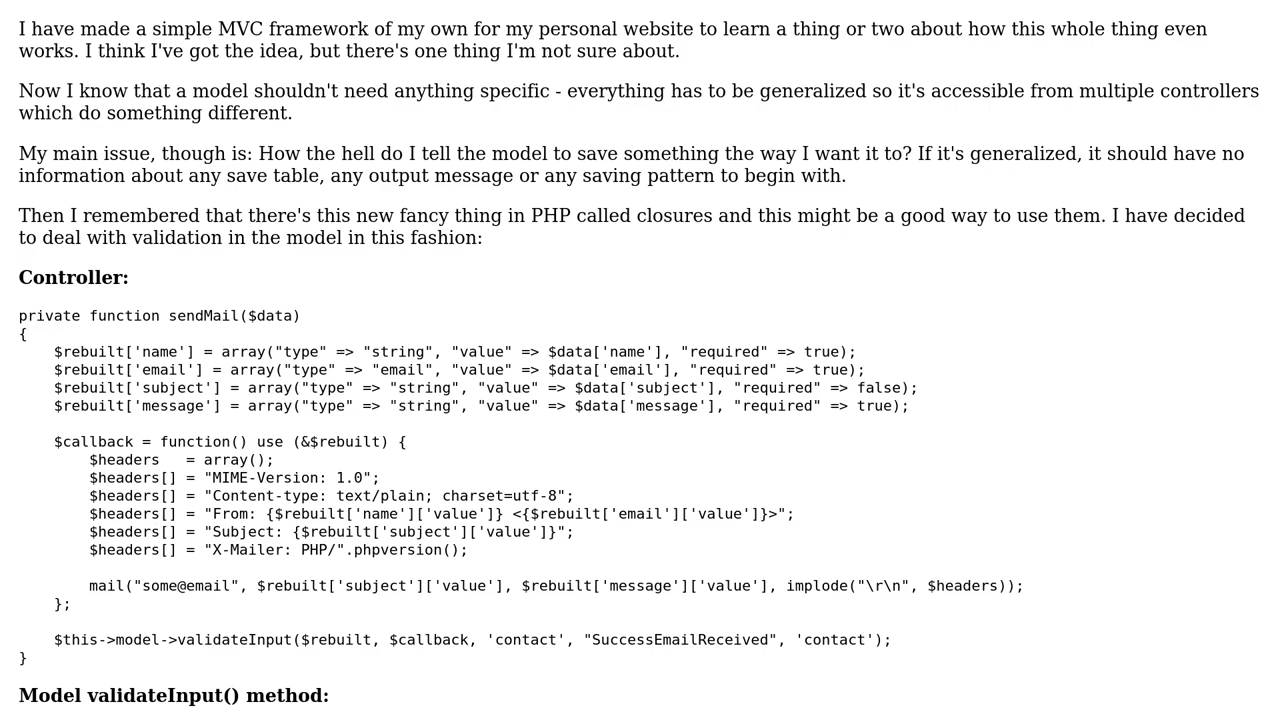 I have made a simple MVC framework of my own for my personal website to learn a thing or two about how this whole thing even
works. I think I've got the idea, but there's one thing I'm not sure about.
Now I know that a model shouldn't need anything specific - everything has to be generalized so it's accessible from multiple controllers
which do something different.
My main issue, though is: How the hell do I tell the model to save something the way I want it to? If it's generalized, it should have no
information about any save table, any output message or any saving pattern to begin with.
Then I remembered that there's this new fancy thing in PHP called closures and this might be a good way to use them. I have decided
to deal with validation in the model in this fashion:
Controller:
private function sendMail($data)
{
    $rebuilt['name'] = array("type" => "string", "value" => $data['name'], "required" => true);
    $rebuilt['email'] = array("type" => "email", "value" => $data['email'], "required" => true);
    $rebuilt['subject'] = array("type" => "string", "value" => $data['subject'], "required" => false);
    $rebuilt['message'] = array("type" => "string", "value" => $data['message'], "required" => true);
    $callback = function() use (&$rebuilt) {
        $headers   = array();
        $headers[] = "MIME-Version: 1.0";
        $headers[] = "Content-type: text/plain; charset=utf-8";
        $headers[] = "From: {$rebuilt['name']['value']} <{$rebuilt['email']['value']}>";
        $headers[] = "Subject: {$rebuilt['subject']['value']}";
        $headers[] = "X-Mailer: PHP/".phpversion();
        mail("some@email", $rebuilt['subject']['value'], $rebuilt['message']['value'], implode("\r\n", $headers));
    };
    $this->model->validateInput($rebuilt, $callback, 'contact', "SuccessEmailReceived", 'contact');
}
Model validateInput() method: